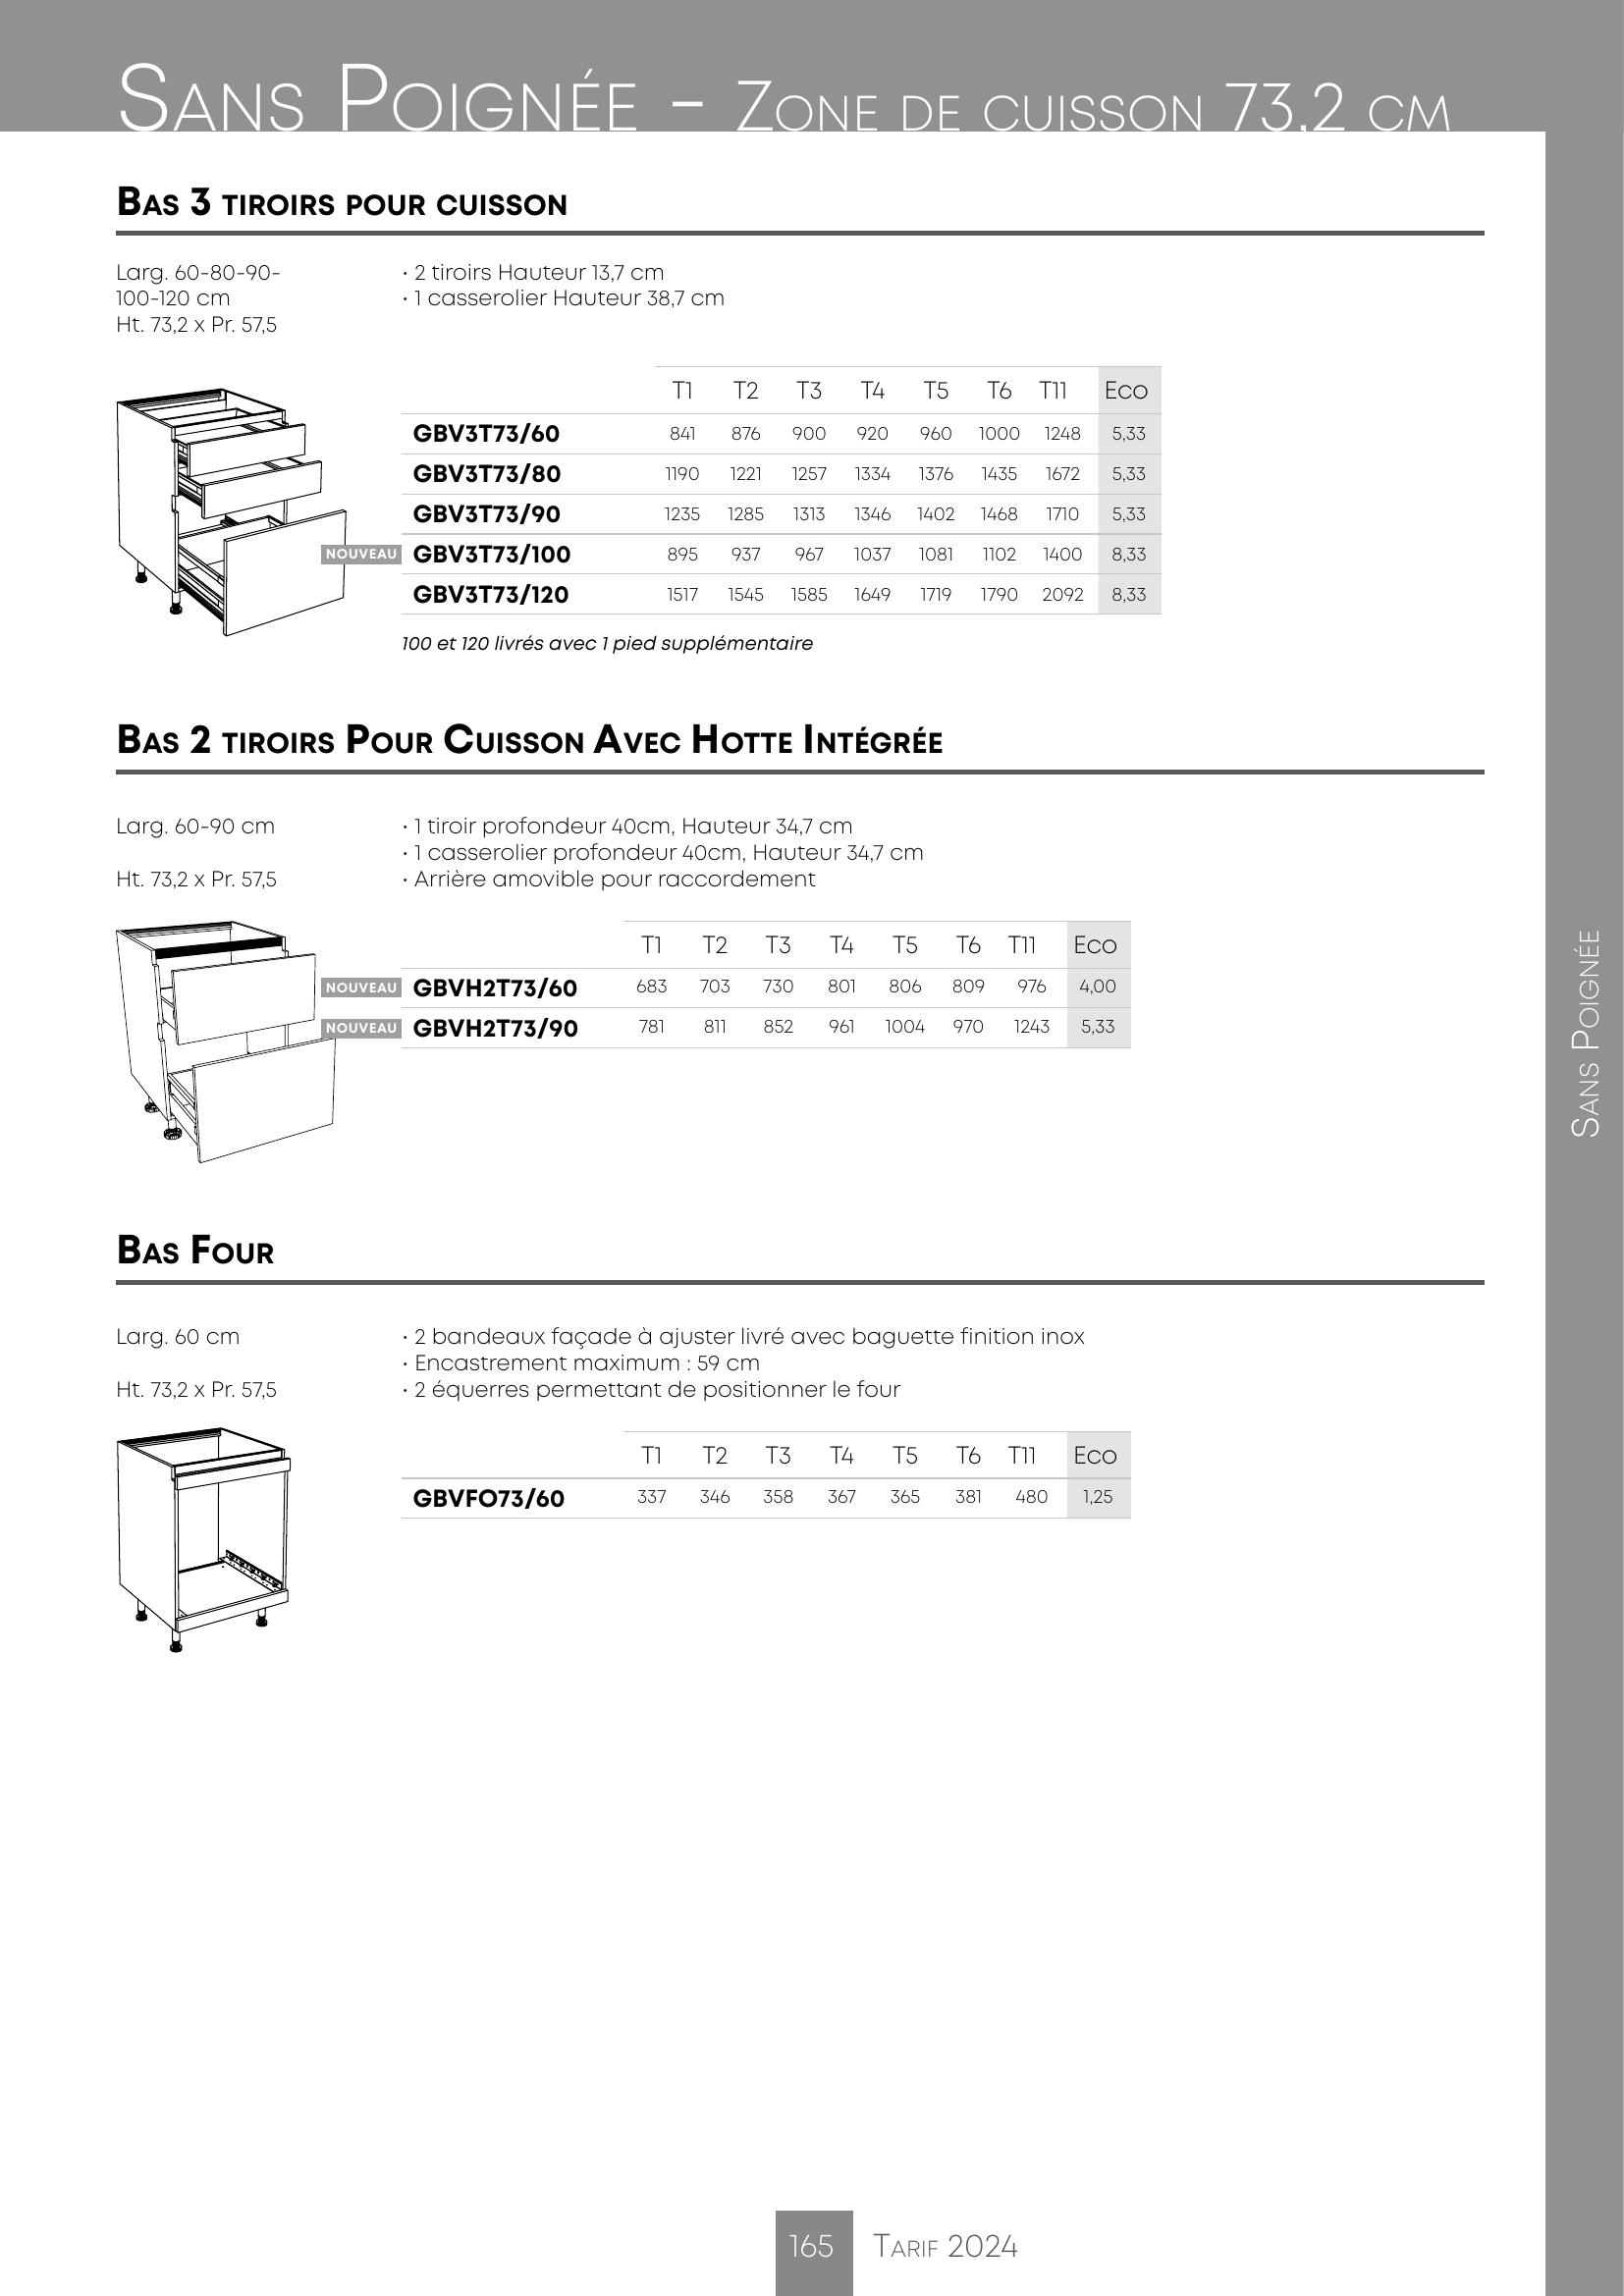 Sans Poignée - Zone de cuisson 73,2 cm
Bas 3 tiroirs pour cuisson
Larg. 60-80-90-
100-120 cm
Ht. 73,2 x Pr. 57,5
· 2 tiroirs Hauteur 13,7 cm
· 1 casserolier Hauteur 38,7 cm
T1 T2 T3 T4 T5 T6 T11 Eco
GBV3T73/60 841 876 900 920 960 1000 1248 5,33
GBV3T73/80 1190 1221 1257 1334 1376 1435 1672 5,33
GBV3T73/90 1235 1285 1313 1346 1402 1468 1710 5,33
NOUVEAU GBV3T73/100 895 937 967 1037 1081 1102 1400 8,33
GBV3T73/120 1517 1545 1585 1649 1719 1790 2092 8,33
100 et 120 livrés avec 1 pied supplémentaire
Bas 2 tiroirs Pour Cuisson Avec Hotte Intégrée
Larg. 60-90 cm
Ht. 73,2 x Pr. 57,5
· 1 tiroir profondeur 40cm, Hauteur 34,7 cm
· 1 casserolier profondeur 40cm, Hauteur 34,7 cm
· Arrière amovible pour raccordement
T1 T2 T3 T4 T5 T6 T11 Eco
NOUVEAU GBVH2T73/60 683 703 730 801 806 809 976 4,00
NOUVEAU GBVH2T73/90 781 811 852 961 1004 970 1243 5,33
Bas Four
Larg. 60 cm
Ht. 73,2 x Pr. 57,5
· 2 bandeaux façade à ajuster livré avec baguette finition inox
· Encastrement maximum : 59 cm
· 2 équerres permettant de positionner le four
T1 T2 T3 T4 T5 T6 T11 Eco
GBVFO73/60 337 346 358 367 365 381 480 1,25
Sans Poignée
165 Tarif 2024